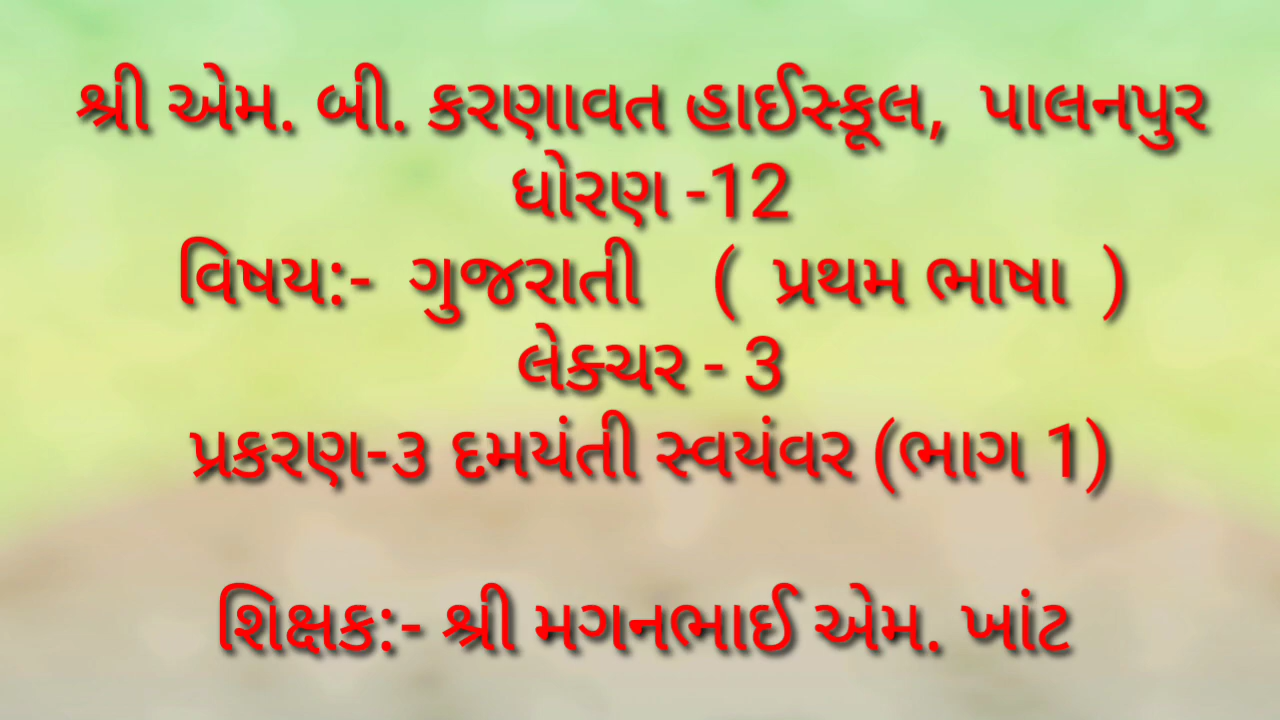 શ્રી એમ. બી. કરણાવત હાઈસ્કૂલ, પાલનપુર
ધોરણ -12
વિષય:- ગુજરાતી ( પ્રથમ ભાષા )
લેક્ચર - 3
પ્રકરણ-૩ દમયંતી સ્વયંવર (ભાગ 1)
શિક્ષક:- શ્રી મગનભાઈ એમ. ખાંટ